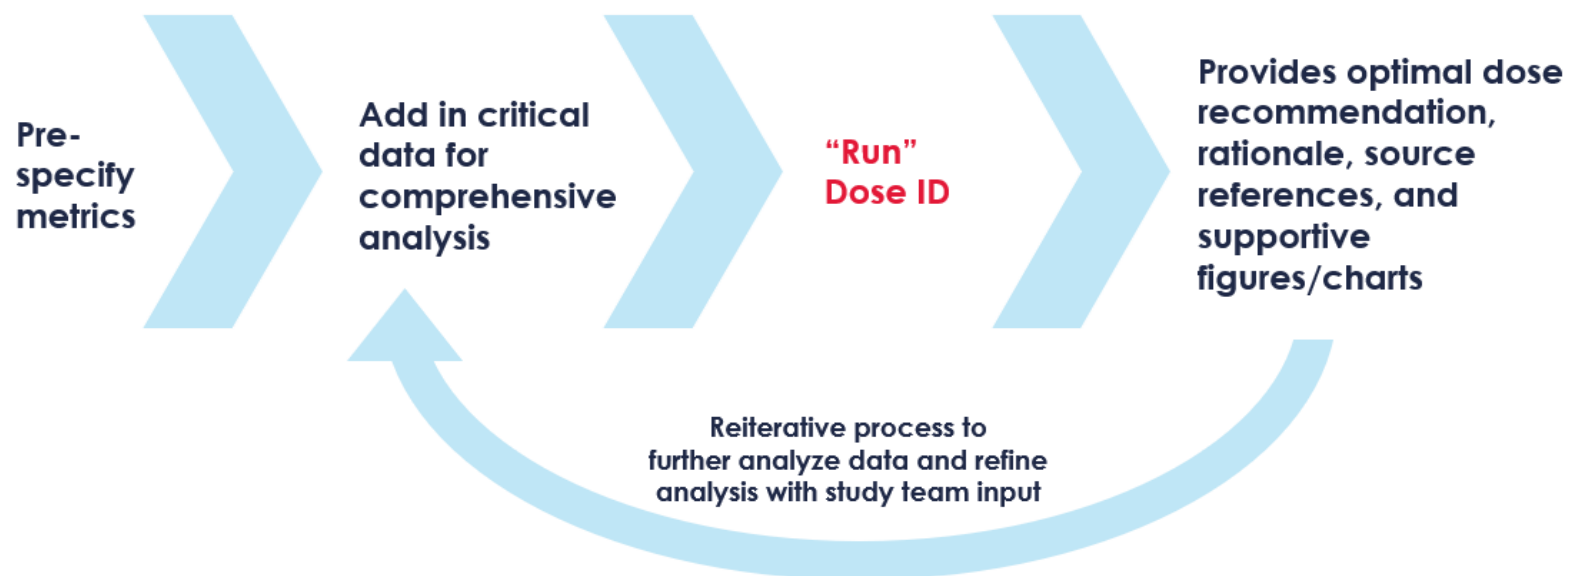 Pre-
specify
metrics
Add in critical
data for
comprehensive
analysis
“Run”
Dose ID
Provides optimal dose
recommendation,
rationale, source
references, and
supportive
figures/charts
Reiterative process to
further analyze data and refine
analysis with study team input